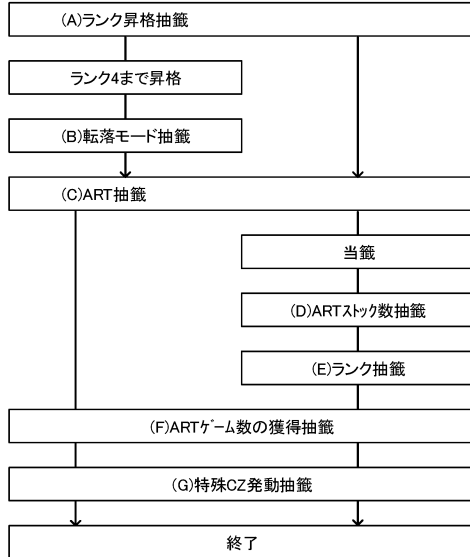 (A)ランク昇格抽籤
ランク4まで昇格
(B)転落モード抽籤
(C)ART抽籤
当籤
(D)ARTｽﾄｯｸ数抽籤
(E)ランク抽籤
(F)ARTｹﾞｰﾑ数の獲得抽籤
(G)特殊CZ発動抽籤
終了